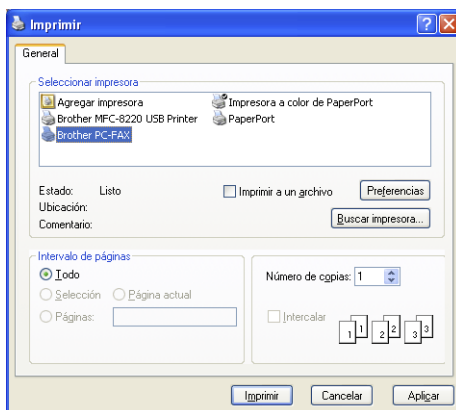 Imprimir
General
Seleccionar impresora
Agregar impresora
Impresora a color de PaperPort
Brother MFC-8220 USB Printer
PaperPort
Brother PC-FAX
Estado: Listo
Imprimir a un archivo
Preferencias
Ubicación:
Comentario:
Buscar impresora...
Intervalo de páginas
Todo
Selección
Página actual
Páginas:
Número de copias: 1
Intercalar
1 1 2 2 3 3
Imprimir
Cancelar
Aplicar